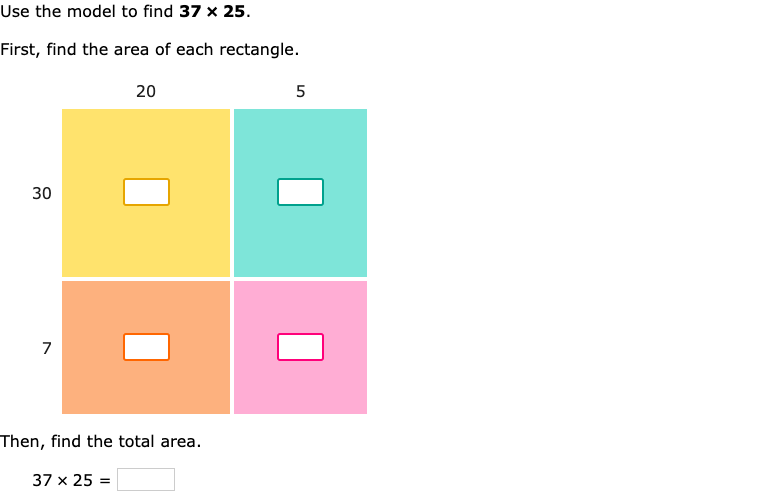 Use the model to find 37 × 25.
First, find the area of each rectangle.
20 5
30
7
Then, find the total area.
37 × 25 =